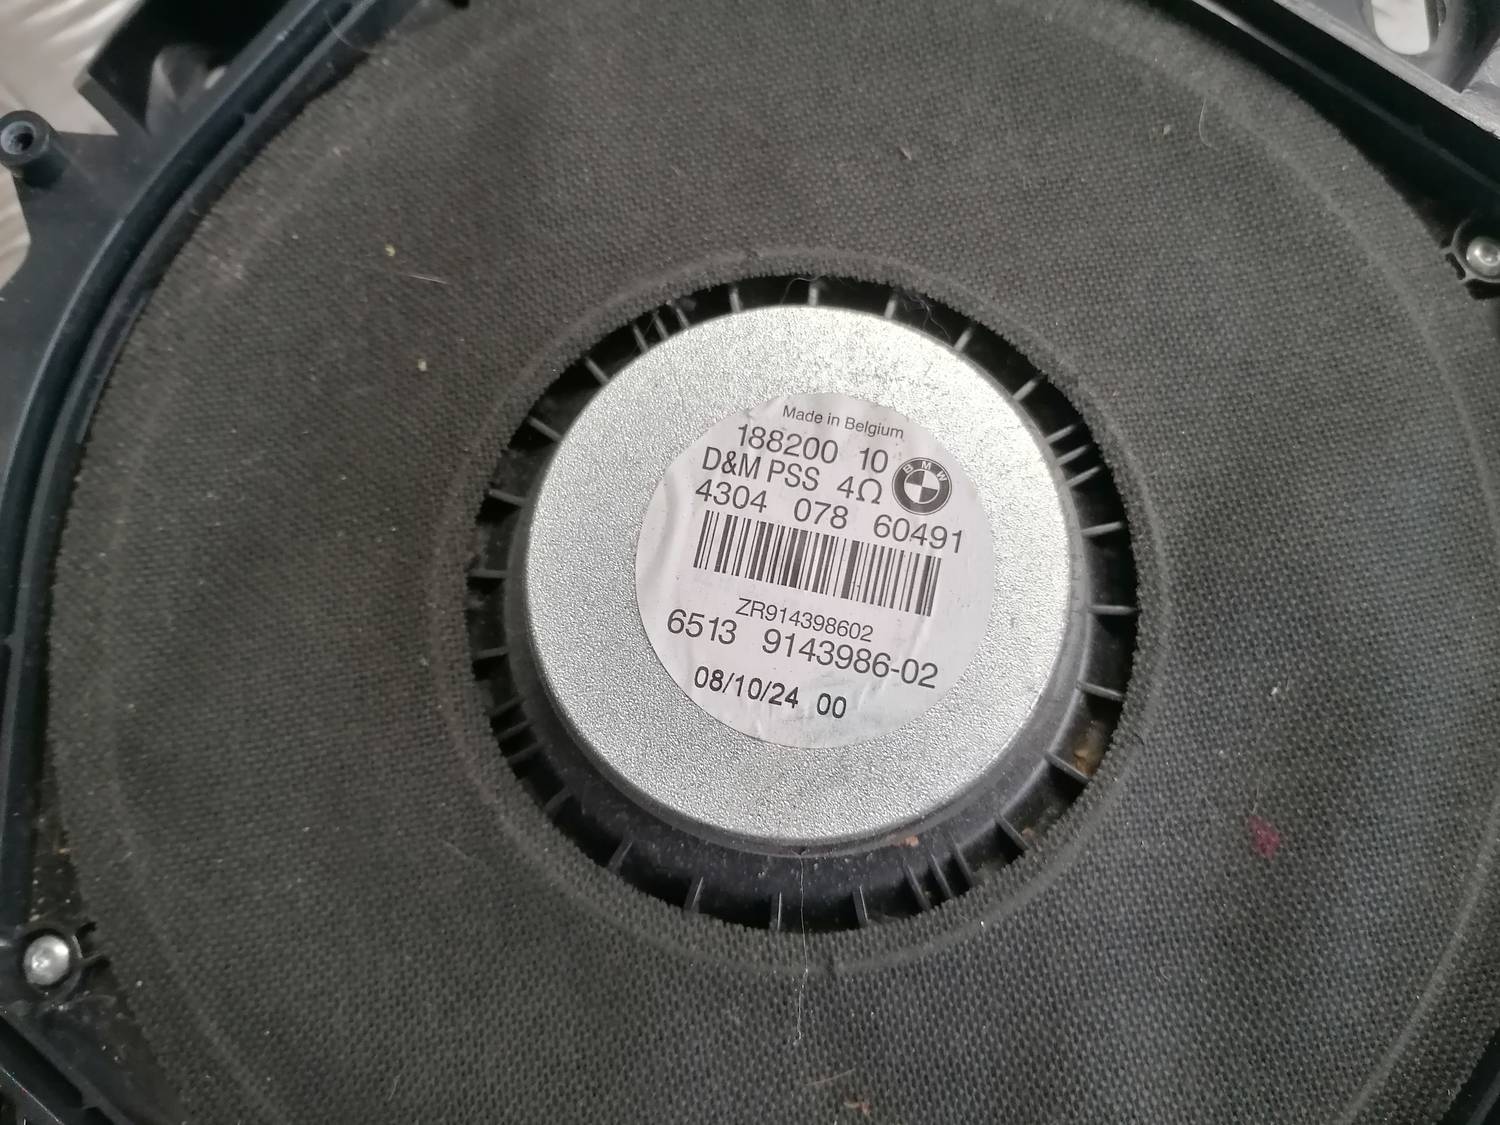 Made in Belgium
188200 10
D&M PSS 4Ω
BMW
4304 078 60491
ZR914398602
6513 9143986-02
08/10/24 00